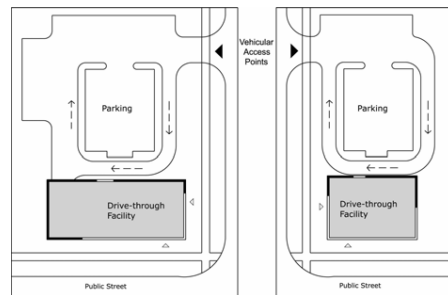 Vehicular
Access
Points
Parking
Parking
Drive-through
Facility
Drive-through
Facility
Public Street
Public Street